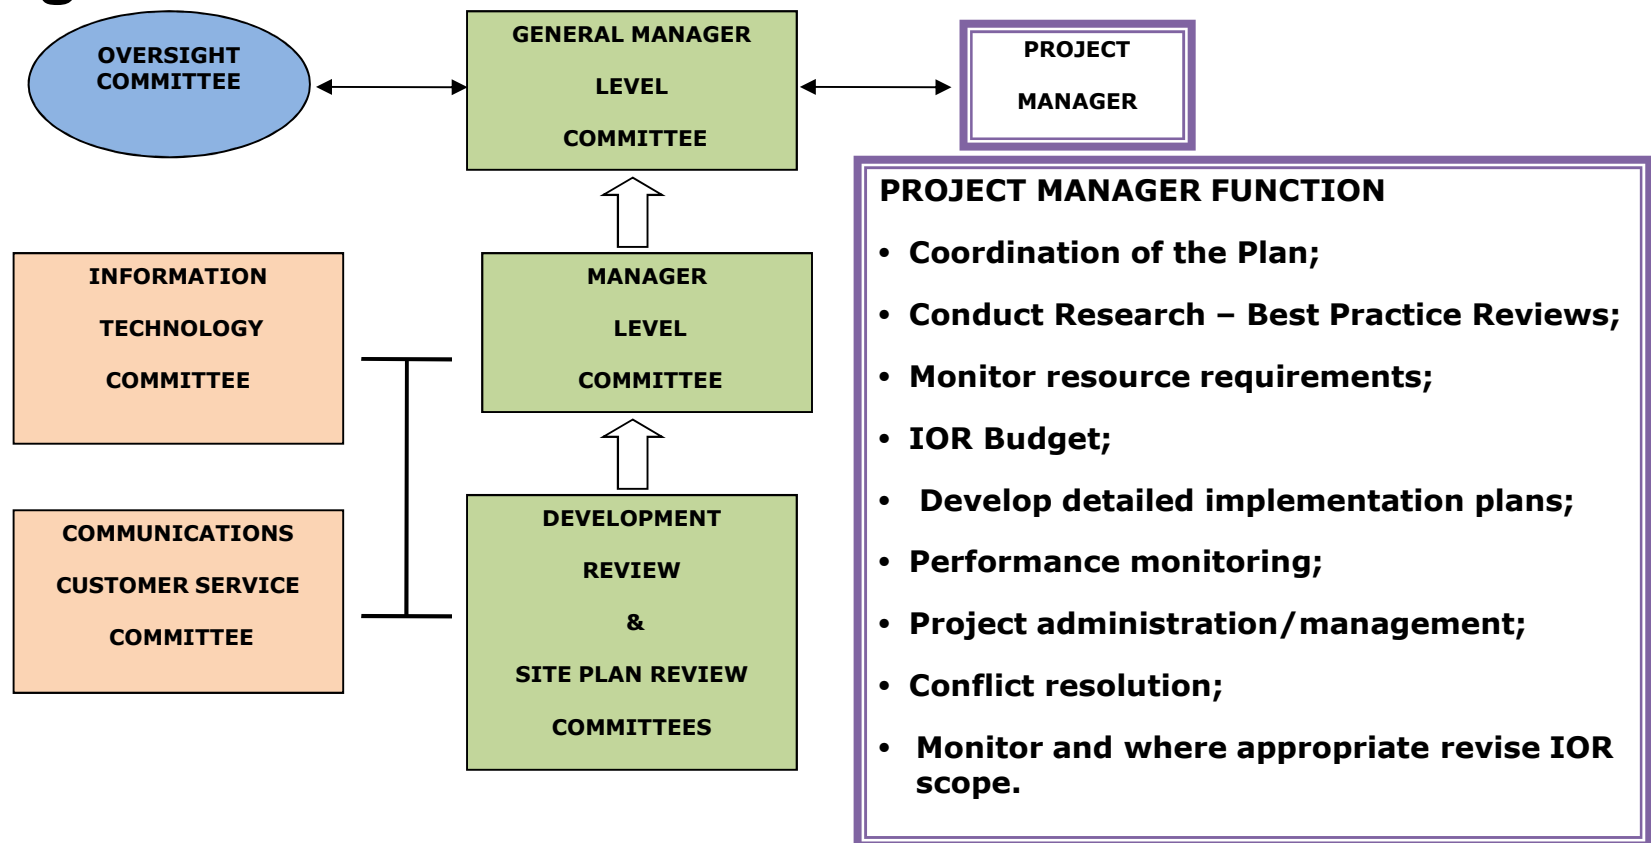 OVERSIGHT
COMMITTEE
GENERAL MANAGER
LEVEL
COMMITTEE
PROJECT
MANAGER
INFORMATION
TECHNOLOGY
COMMITTEE
MANAGER
LEVEL
COMMITTEE
COMMUNICATIONS
CUSTOMER SERVICE
COMMITTEE
DEVELOPMENT
REVIEW
&
SITE PLAN REVIEW
COMMITTEES
PROJECT MANAGER FUNCTION
• Coordination of the Plan;
• Conduct Research – Best Practice Reviews;
• Monitor resource requirements;
• IOR Budget;
• Develop detailed implementation plans;
• Performance monitoring;
• Project administration/management;
• Conflict resolution;
• Monitor and where appropriate revise IOR
scope.